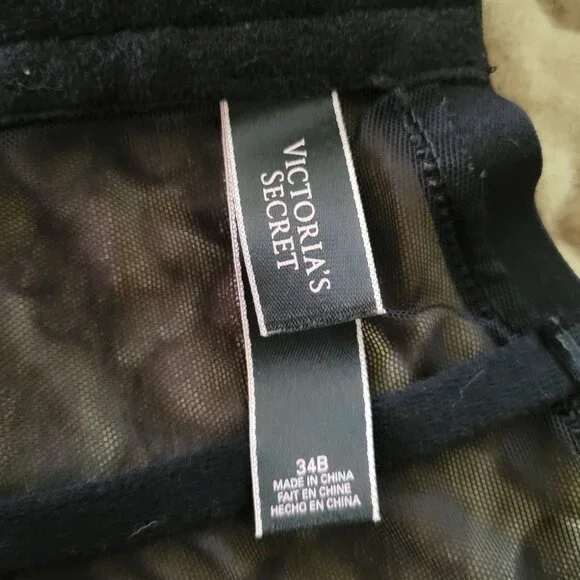 VICTORIA'S
SECRET
34B
MADE IN CHINA
FAIT EN CHINE
HECHO EN CHINA